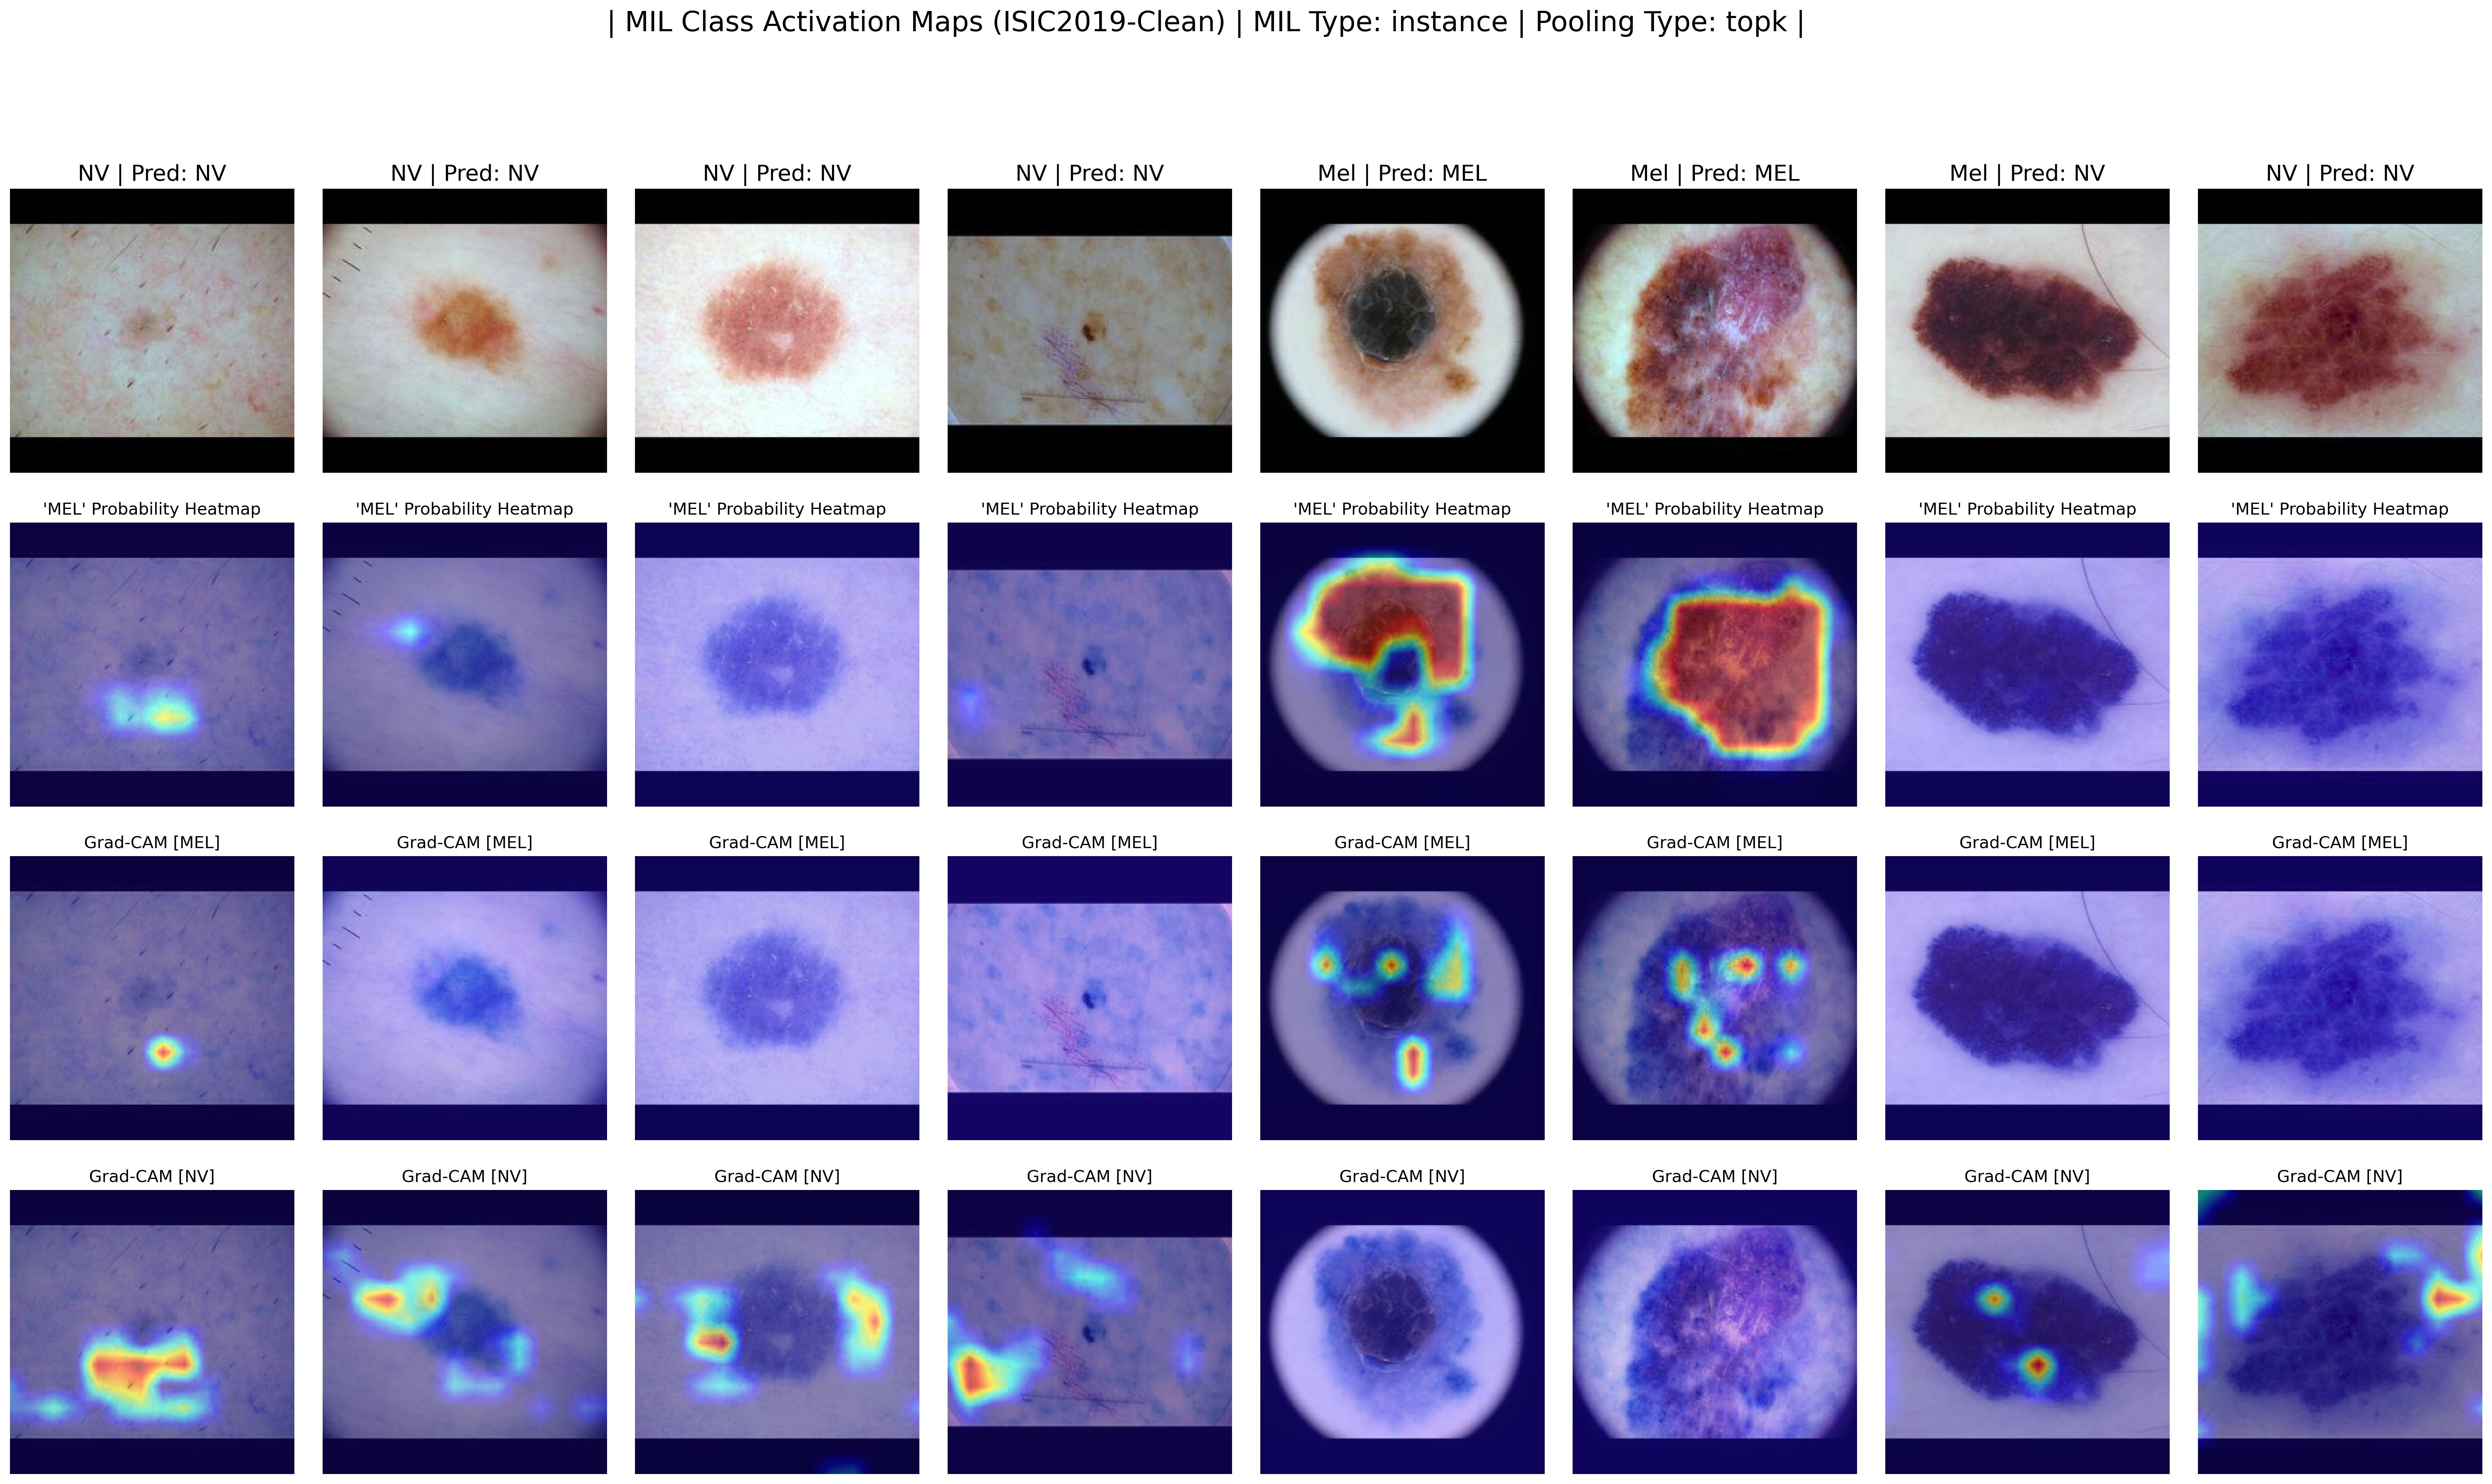 | MIL Class Activation Maps (ISIC2019-Clean) | MIL Type: instance | Pooling Type: topk |
NV | Pred: NV
NV | Pred: NV
NV | Pred: NV
NV | Pred: NV
Mel | Pred: MEL
Mel | Pred: MEL
Mel | Pred: NV
NV | Pred: NV
'MEL' Probability Heatmap
'MEL' Probability Heatmap
'MEL' Probability Heatmap
'MEL' Probability Heatmap
'MEL' Probability Heatmap
'MEL' Probability Heatmap
'MEL' Probability Heatmap
'MEL' Probability Heatmap
Grad-CAM [MEL]
Grad-CAM [MEL]
Grad-CAM [MEL]
Grad-CAM [MEL]
Grad-CAM [MEL]
Grad-CAM [MEL]
Grad-CAM [MEL]
Grad-CAM [MEL]
Grad-CAM [NV]
Grad-CAM [NV]
Grad-CAM [NV]
Grad-CAM [NV]
Grad-CAM [NV]
Grad-CAM [NV]
Grad-CAM [NV]
Grad-CAM [NV]